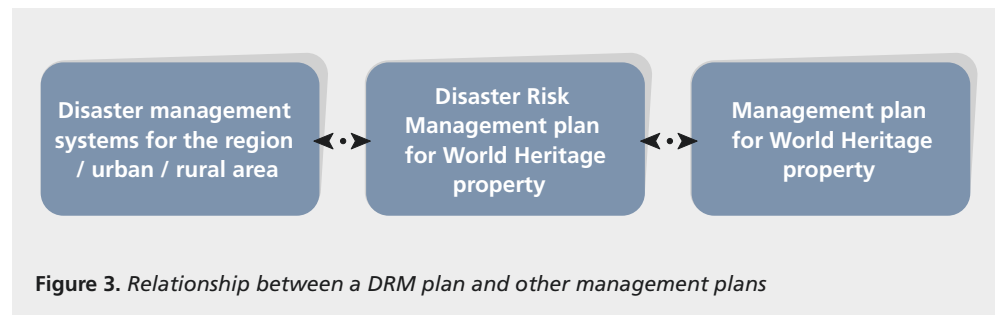 Disaster management
systems for the region
/ urban / rural area
Disaster Risk
Management plan
for World Heritage
property
Management plan
for World Heritage
property
Figure 3. Relationship between a DRM plan and other management plans